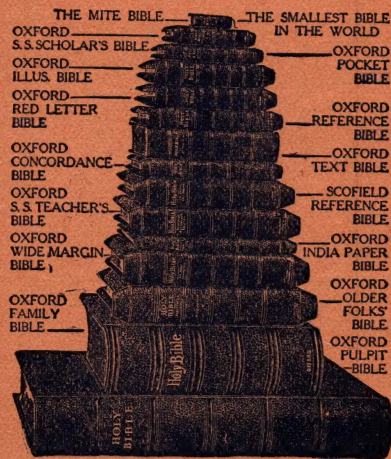 THE MITE BIBLE
THE SMALLEST BIBLE
IN THE WORLD
OXFORD
S.S. SCHOLAR'S BIBLE
OXFORD
POCKET
BIBLE
OXFORD
ILLUS. BIBLE
OXFORD
RED LETTER
BIBLE
OXFORD
REFERENCE
BIBLE
OXFORD
CONCORDANCE
BIBLE
OXFORD
TEXT BIBLE
OXFORD
S.S. TEACHER'S
BIBLE
SCOFIELD
REFERENCE
BIBLE
OXFORD
WIDE MARGIN
BIBLE
OXFORD
INDIA PAPER
BIBLE
OXFORD
FAMILY
BIBLE
OXFORD
OLDER
FOLKS'
BIBLE
OXFORD
PULPIT
BIBLE
HOLY
BIBLE
Holy Bible
HOLY
BIBLE